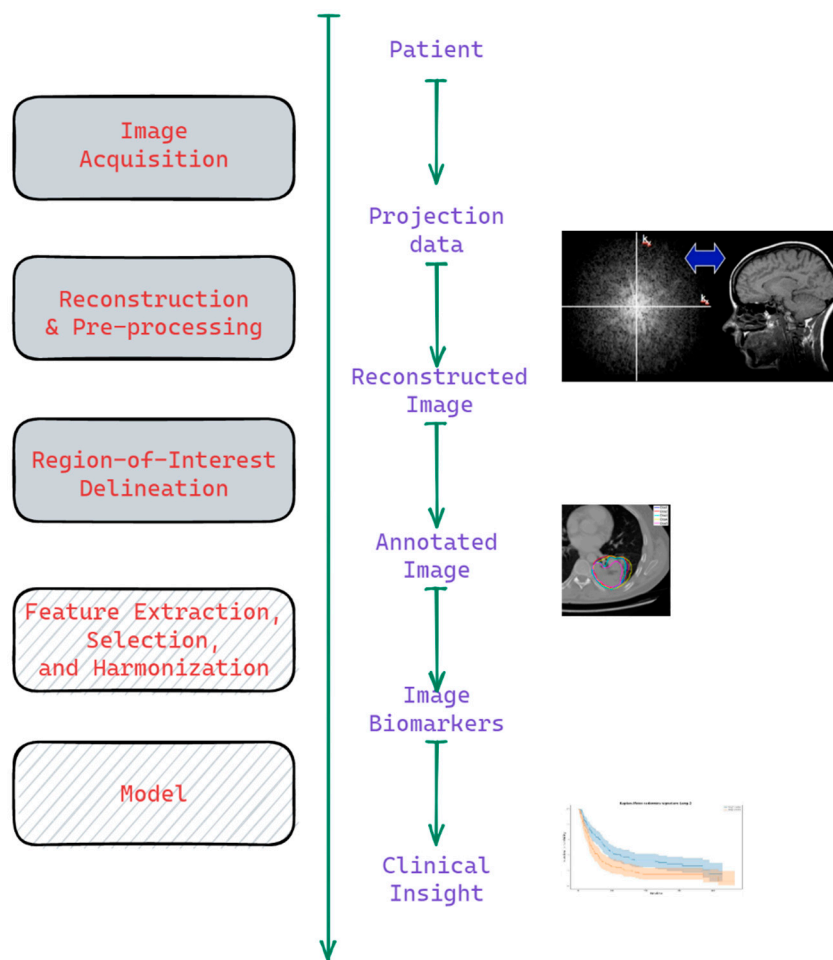 Patient
Image
Acquisition
Projection
data
Reconstruction
& Pre-processing
Reconstructed
Image
Region-of-Interest
Delineation
Annotated
Image
Feature Extraction,
Selection,
and Harmonization
Image
Biomarkers
Model
Clinical
Insight